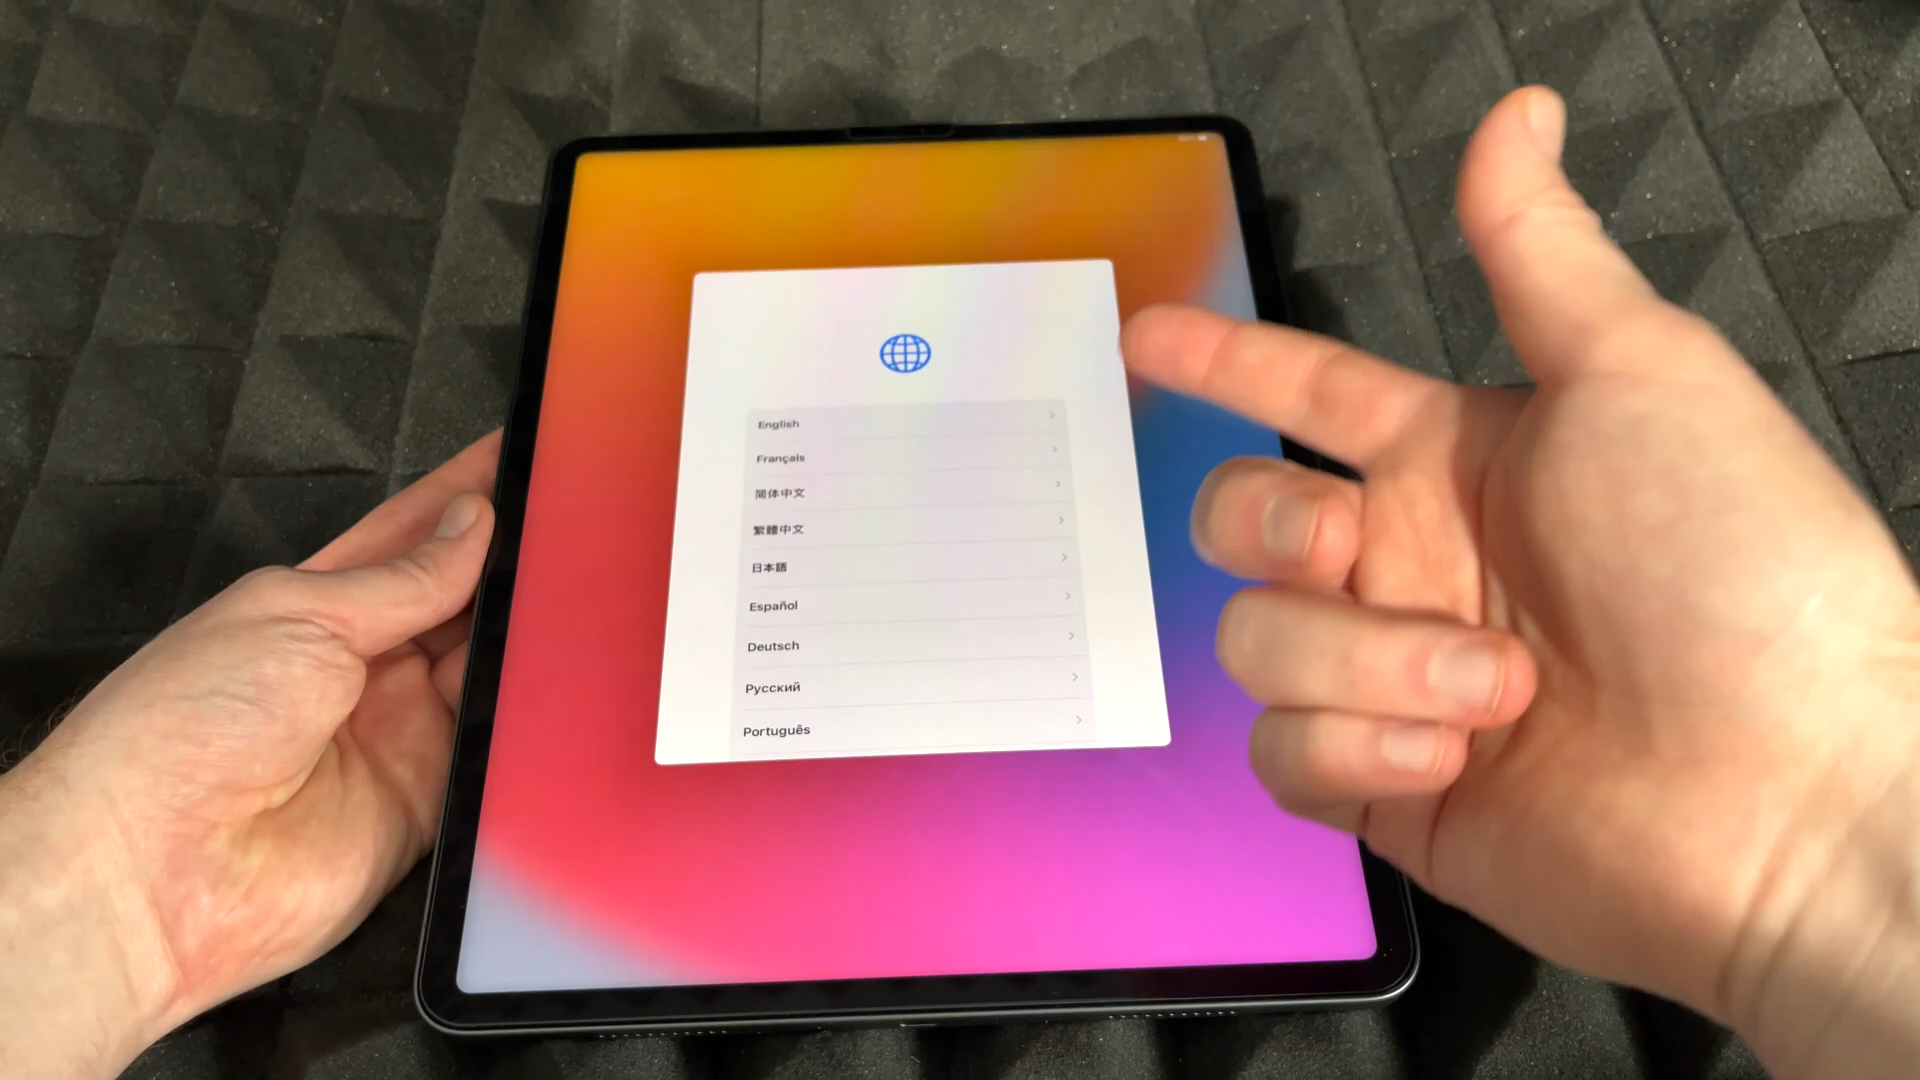 English
Français
简体中文
繁體中文
日本語
Español
Deutsch
Русский
Português